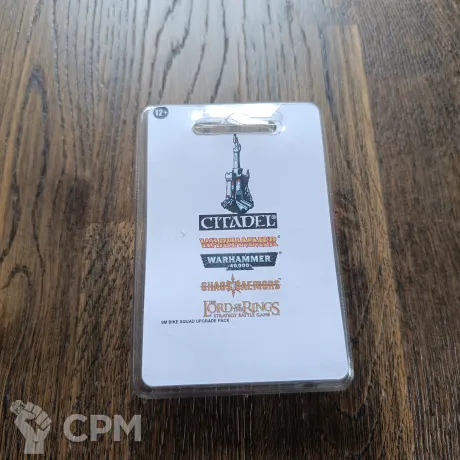 12+
CITADEL®
WARHAMMER®
WARHAMMER®
40,000
CHAOS DAEMONS
THE LORD OF THE RINGS
STRATEGY BATTLE GAME
SM BIKE SQUAD UPGRADE PACK
CPM